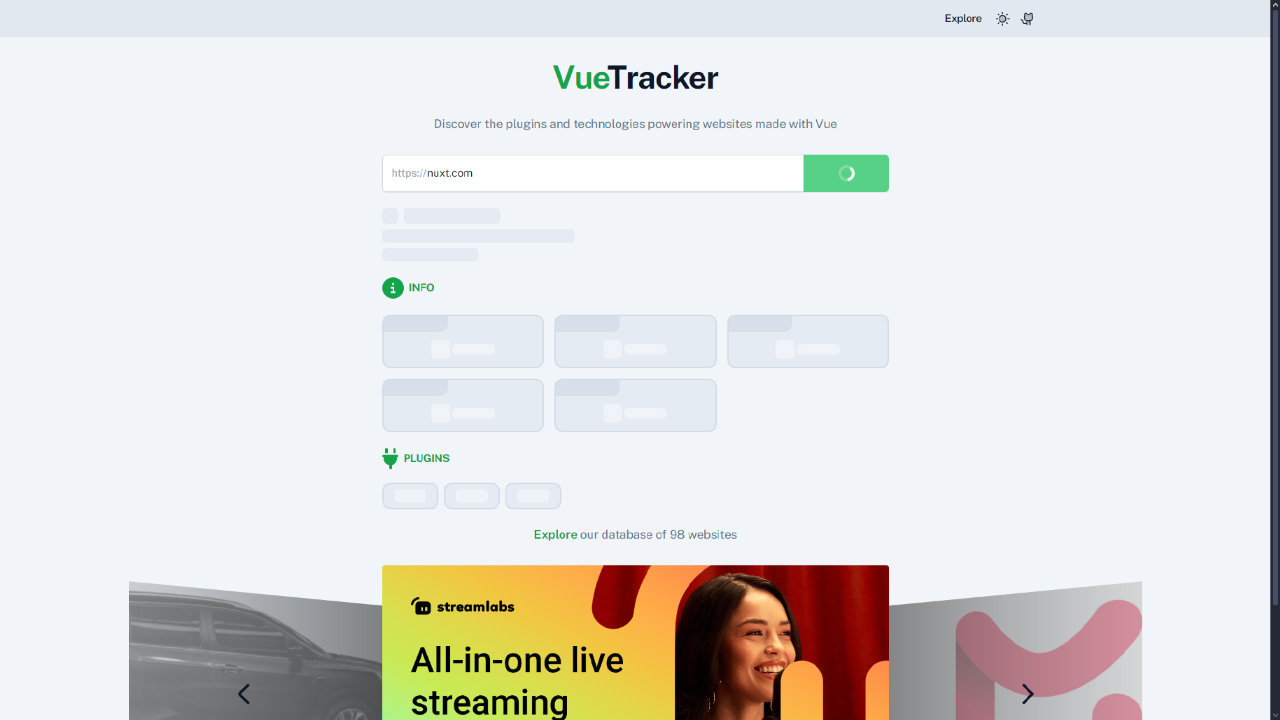 Explore
VueTracker
Discover the plugins and technologies powering websites made with Vue
https://nuxt.com
INFO
PLUGINS
Explore our database of 98 websites
streamlabs
All-in-one live
streaming